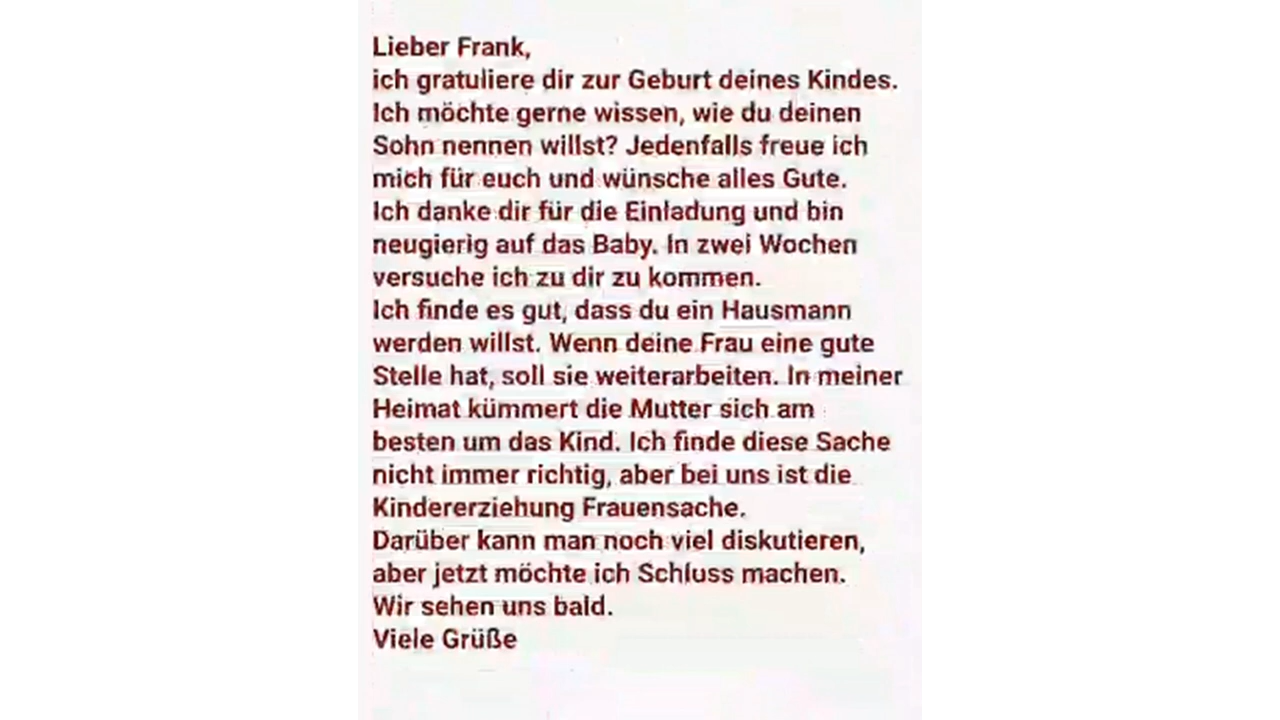 Lieber Frank,
ich gratuliere dir zur Geburt deines Kindes.
Ich möchte gerne wissen, wie du deinen
Sohn nennen willst? Jedenfalls freue ich
mich für euch und wünsche alles Gute.
Ich danke dir für die Einladung und bin
neugierig auf das Baby. In zwei Wochen
versuche ich zu dir zu kommen.
Ich finde es gut, dass du ein Hausmann
werden willst. Wenn deine Frau eine gute
Stelle hat, soll sie weiterarbeiten. In meiner
Heimat kümmert die Mutter sich am
besten um das Kind. Ich finde diese Sache
nicht immer richtig, aber bei uns ist die
Kindererziehung Frauensache.
Darüber kann man noch viel diskutieren,
aber jetzt möchte ich Schluss machen.
Wir sehen uns bald.
Viele Grüße